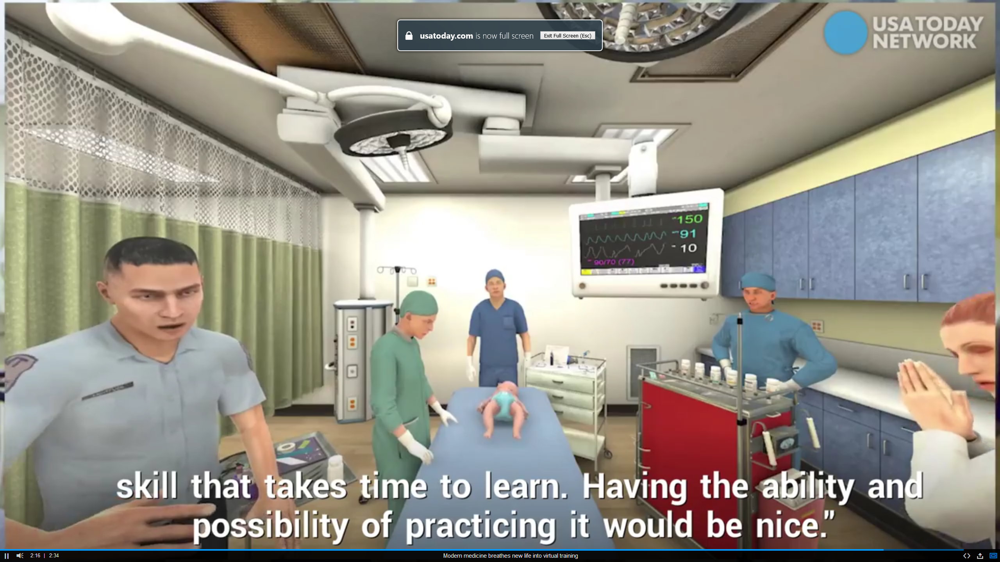 usatoday.com is now full screen
Exit Full Screen (Esc)
USA TODAY
NETWORK
150
91
10
90/70 (77)
skill that takes time to learn. Having the ability and
possibility of practicing it would be nice.”
2:16 | 2:34
Modern medicine breathes new life into virtual training